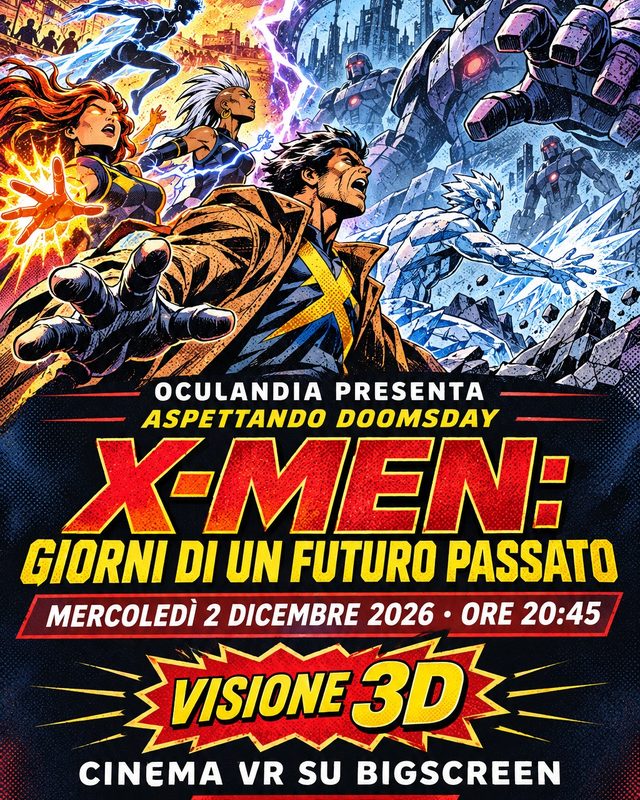 OCULANDIA PRESENTA
ASPETTANDO DOOMSDAY
X-MEN:
GIORNI DI UN FUTURO PASSATO
MERCOLEDÌ 2 DICEMBRE 2026 · ORE 20:45
VISIONE 3D
CINEMA VR SU BIGSCREEN